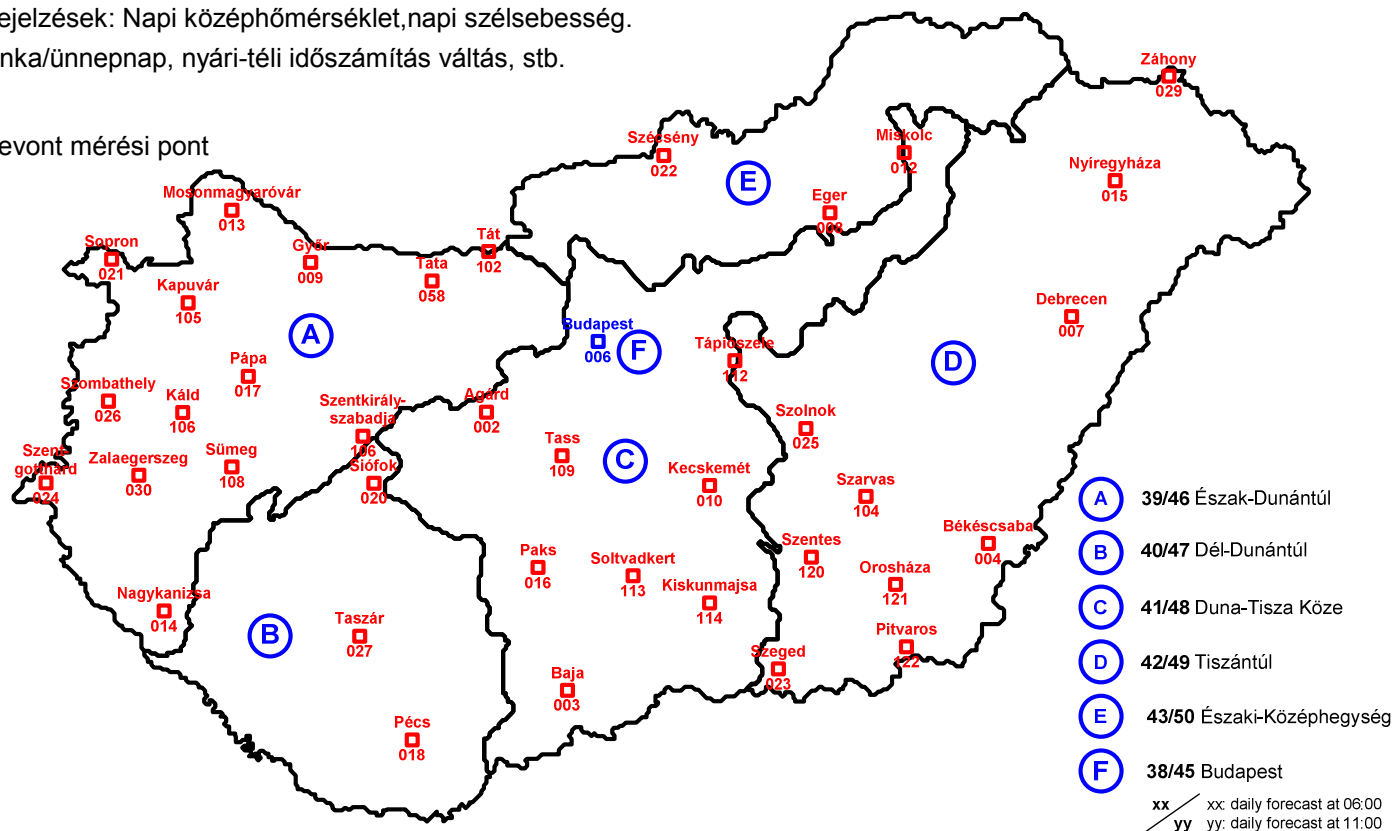 ejelzések: Napi középhőmérséklet,napi szélsebesség.
nka/ünnepnap, nyári-téli időszámítás váltás, stb.
evont mérési pont
Záhony
029
Szécsény
022
Miskolc
012
E
Nyíregyháza
015
Mosonmagyaróvár
013
Eger
008
Sopron
021
Győr
009
Tát
102
Tata
058
Kapuvár
105
Debrecen
007
A
Budapest
006
F
Tápiószele
112
D
Pápa
017
Szombathely
026
Káld
106
Szentkirály-
szabadja
106
Agárd
002
Szolnok
025
Tass
109
C
Szent-
gotthárd
024
Zalaegerszeg
030
Sümeg
108
Siófok
020
Kecskemét
010
Szarvas
104
Békéscsaba
004
Paks
016
Soltvadkert
113
Kiskunmajsa
114
Szentes
120
Orosháza
121
Nagykanizsa
014
B
Taszár
027
Pitvaros
122
Szeged
023
Baja
003
Pécs
018
A 39/46 Észak-Dunántúl
B 40/47 Dél-Dunántúl
C 41/48 Duna-Tisza Köze
D 42/49 Tiszántúl
E 43/50 Északi-Középhegység
F 38/45 Budapest
xx xx: daily forecast at 06:00
yy yy: daily forecast at 11:00